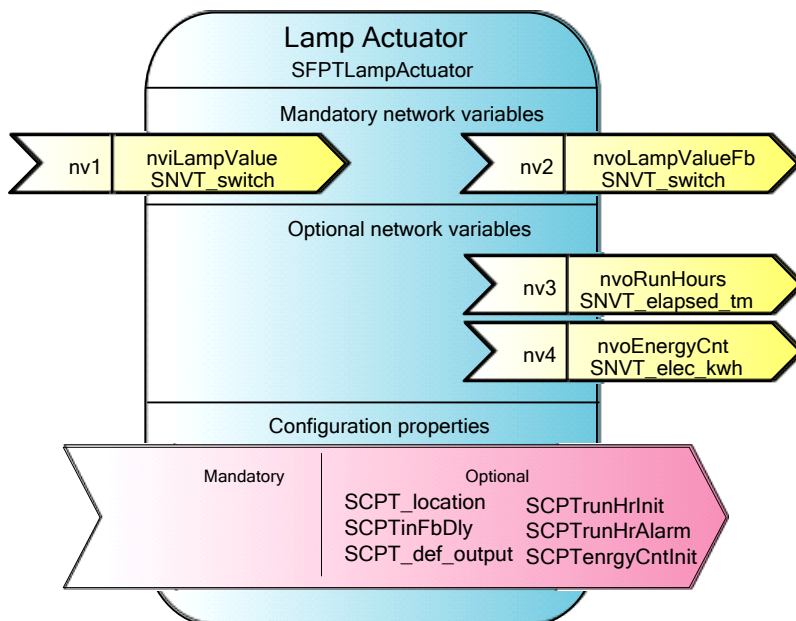 Lamp Actuator
SFPTLampActuator
Mandatory network variables
nv1
nviLampValue
SNVT_switch
nv2
nvoLampValueFb
SNVT_switch
Optional network variables
nv3
nvoRunHours
SNVT_elapsed_tm
nv4
nvoEnergyCnt
SNVT_elec_kwh
Configuration properties
Mandatory
Optional
SCPT_location
SCPTinFbDly
SCPT_def_output
SCPTrunHrInit
SCPTrunHrAlarm
SCPTenrgyCntInit